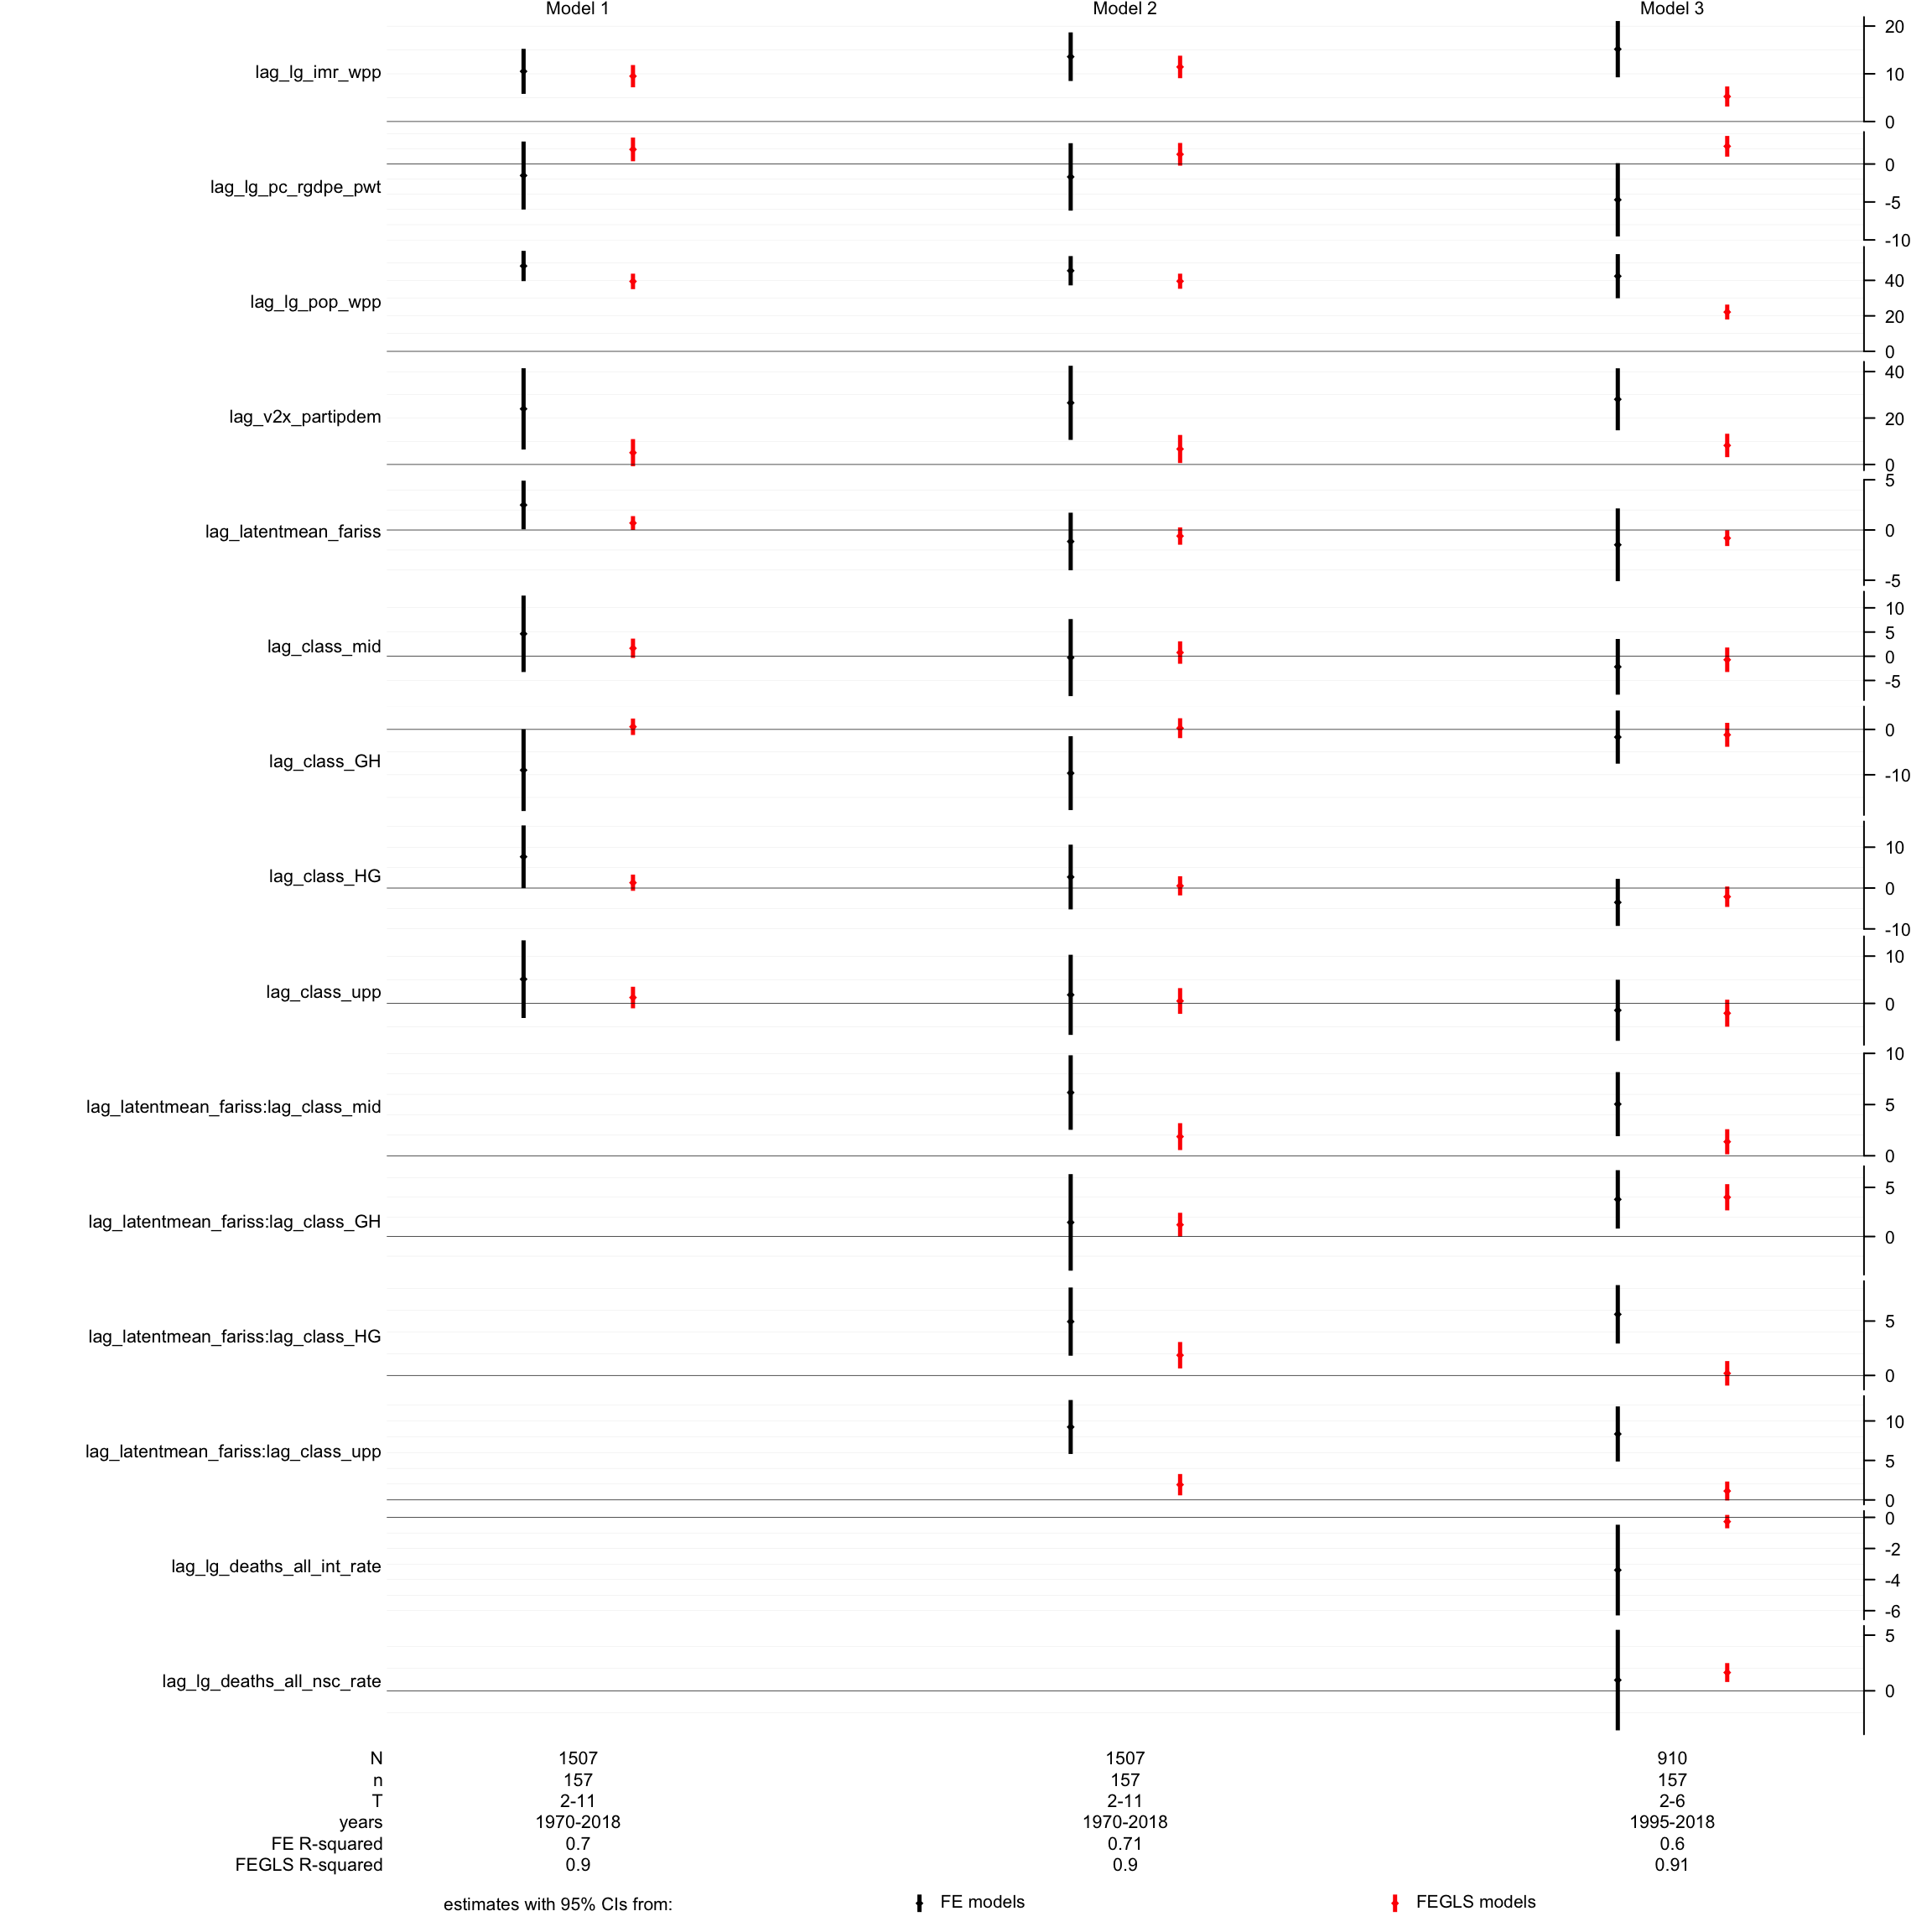 Model 1 Model 2 Model 3
lag_lg_imr_wpp
20
10
0
lag_lg_pc_rgdpe_pwt
0
-5
-10
lag_lg_pop_wpp
40
20
0
lag_v2x_partipdem
40
20
0
lag_latentmean_fariss
5
0
-5
lag_class_mid
10
5
0
-5
lag_class_GH
0
-10
lag_class_HG
10
0
-10
lag_class_upp
10
0
lag_latentmean_fariss:lag_class_mid
10
5
0
lag_latentmean_fariss:lag_class_GH
5
0
lag_latentmean_fariss:lag_class_HG
5
0
lag_latentmean_fariss:lag_class_upp
10
5
0
lag_lg_deaths_all_int_rate
0
-2
-4
-6
lag_lg_deaths_all_nsc_rate
5
0
N 1507 1507 910
n 157 157 157
T 2-11 2-11 2-6
years 1970-2018 1970-2018 1995-2018
FE R-squared 0.7 0.71 0.6
FEGLS R-squared 0.9 0.9 0.91
estimates with 95% CIs from: FE models FEGLS models